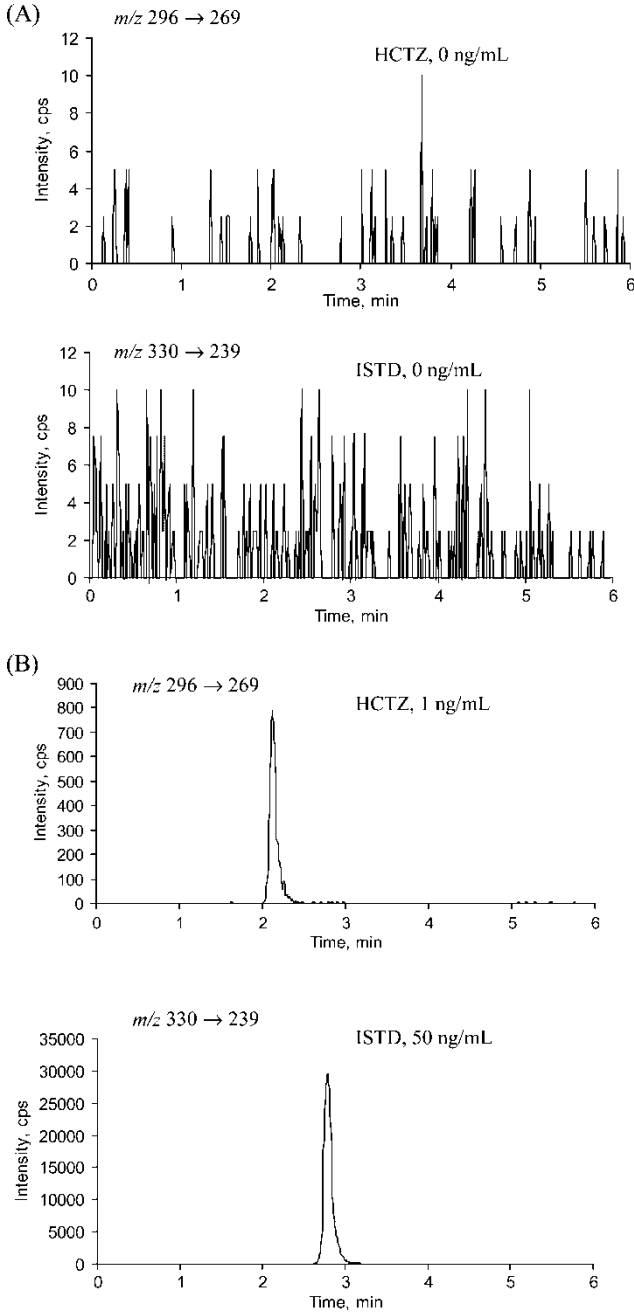 (A)
m/z 296 → 269
HCTZ, 0 ng/mL
Intensity, cps
12
10
8
6
4
2
0
0 1 2 3 4 5 6
Time, min
m/z 330 → 239
ISTD, 0 ng/mL
Intensity, cps
12
10
8
6
4
2
0
0 1 2 3 4 5 6
Time, min
(B)
m/z 296 → 269
HCTZ, 1 ng/mL
Intensity, cps
900
800
700
600
500
400
300
200
100
0
0 1 2 3 4 5 6
Time, min
m/z 330 → 239
ISTD, 50 ng/mL
Intensity, cps
35000
30000
25000
20000
15000
10000
5000
0
0 1 2 3 4 5 6
Time, min